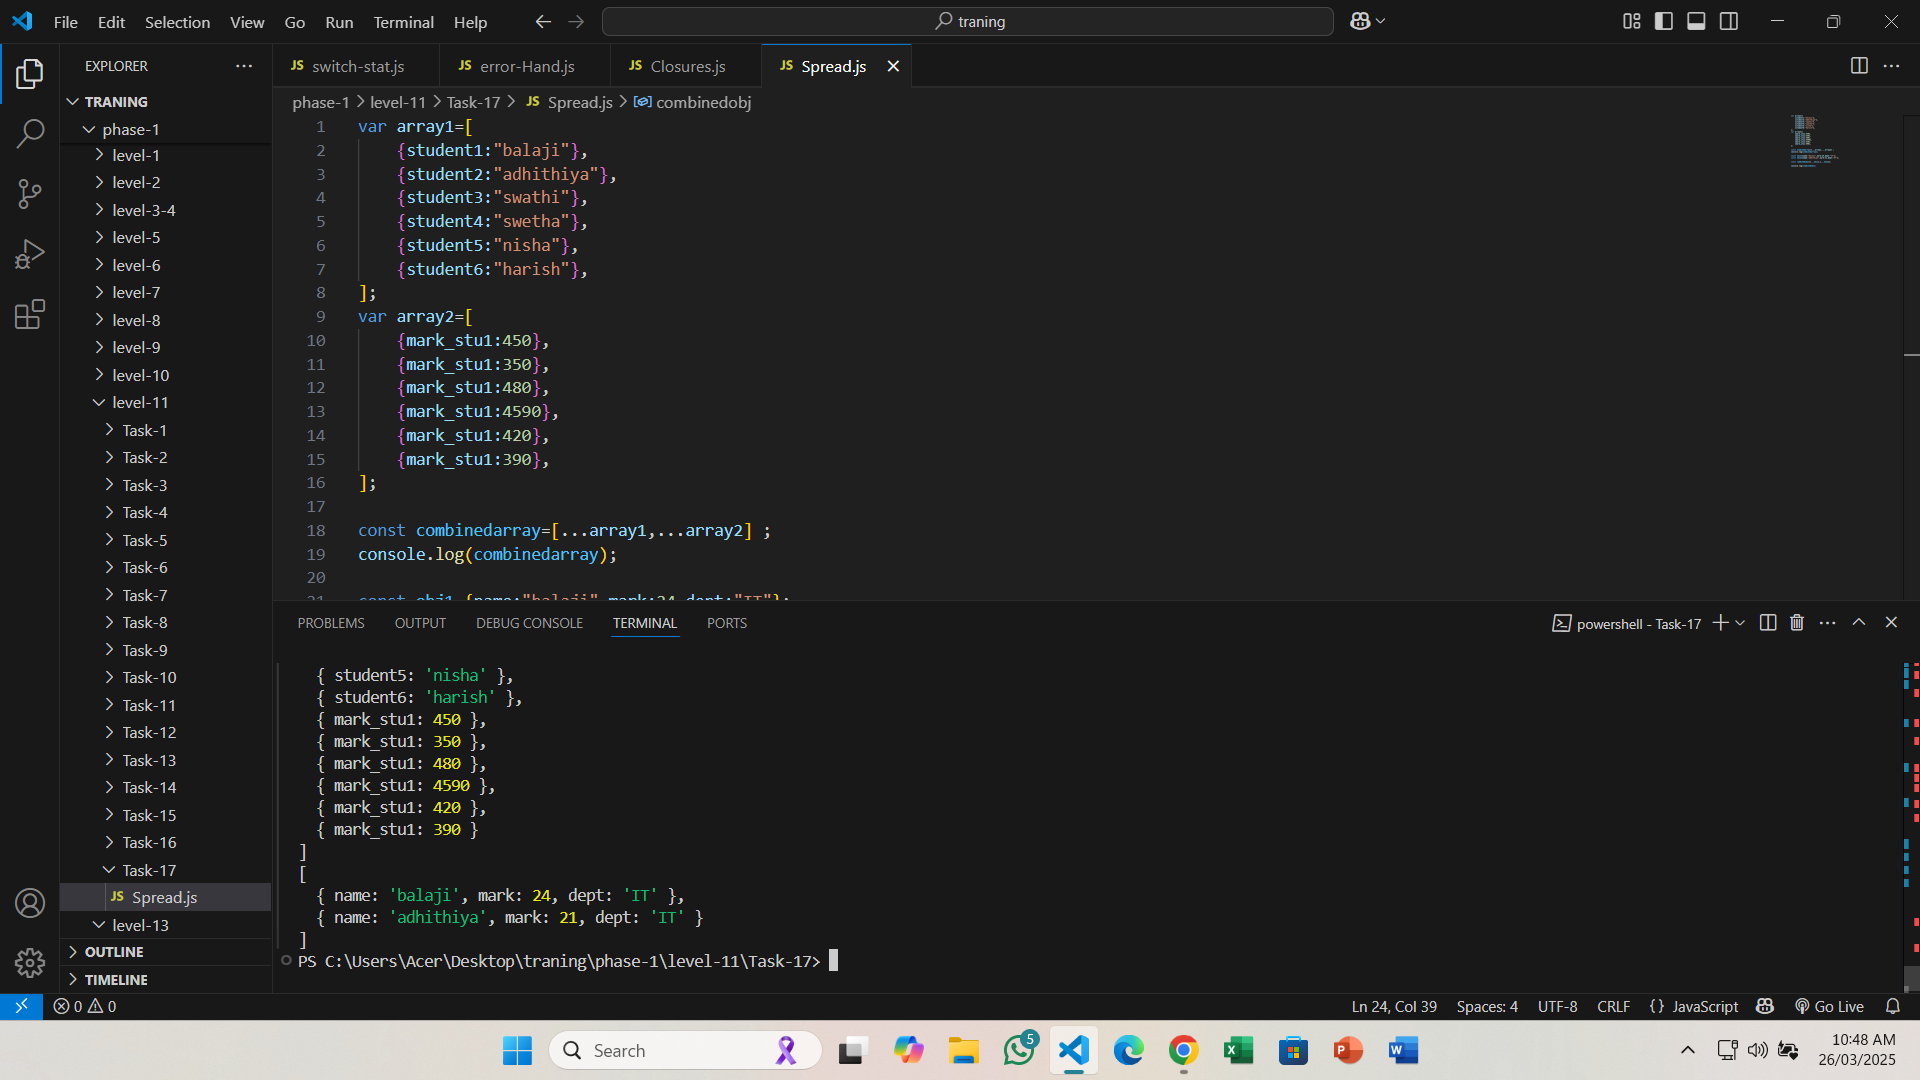 File Edit Selection View Go Run Terminal Help
traning
EXPLORER
TRANING
phase-1
level-1
level-2
level-3-4
level-5
level-6
level-7
level-8
level-9
level-10
level-11
Task-1
Task-2
Task-3
Task-4
Task-5
Task-6
Task-7
Task-8
Task-9
Task-10
Task-11
Task-12
Task-13
Task-14
Task-15
Task-16
Task-17
JS Spread.js
level-13
OUTLINE
TIMELINE
JS switch-stat.js JS error-Hand.js JS Closures.js JS Spread.js
phase-1 > level-11 > Task-17 > JS Spread.js > combinedobj
1 var array1=[
2 {student1:"balaji"},
3 {student2:"adhithiya"},
4 {student3:"swathi"},
5 {student4:"swetha"},
6 {student5:"nisha"},
7 {student6:"harish"},
8 ];
9 var array2=[
10 {mark_stu1:450},
11 {mark_stu1:350},
12 {mark_stu1:480},
13 {mark_stu1:4590},
14 {mark_stu1:420},
15 {mark_stu1:390},
16 ];
17
18 const combinedarray=[...array1,...array2] ;
19 console.log(combinedarray);
20
21 const obj1={name:"balaji",mark:24,dept:"IT"};
PROBLEMS OUTPUT DEBUG CONSOLE TERMINAL PORTS
powershell - Task-17
{ student5: 'nisha' },
{ student6: 'harish' },
{ mark_stu1: 450 },
{ mark_stu1: 350 },
{ mark_stu1: 480 },
{ mark_stu1: 4590 },
{ mark_stu1: 420 },
{ mark_stu1: 390 }
]
[
{ name: 'balaji', mark: 24, dept: 'IT' },
{ name: 'adhithiya', mark: 21, dept: 'IT' }
]
PS C:\Users\Acer\Desktop\traning\phase-1\level-11\Task-17>
0 0
Ln 24, Col 39 Spaces: 4 UTF-8 CRLF {} JavaScript Go Live
Search
5
10:48 AM
26/03/2025